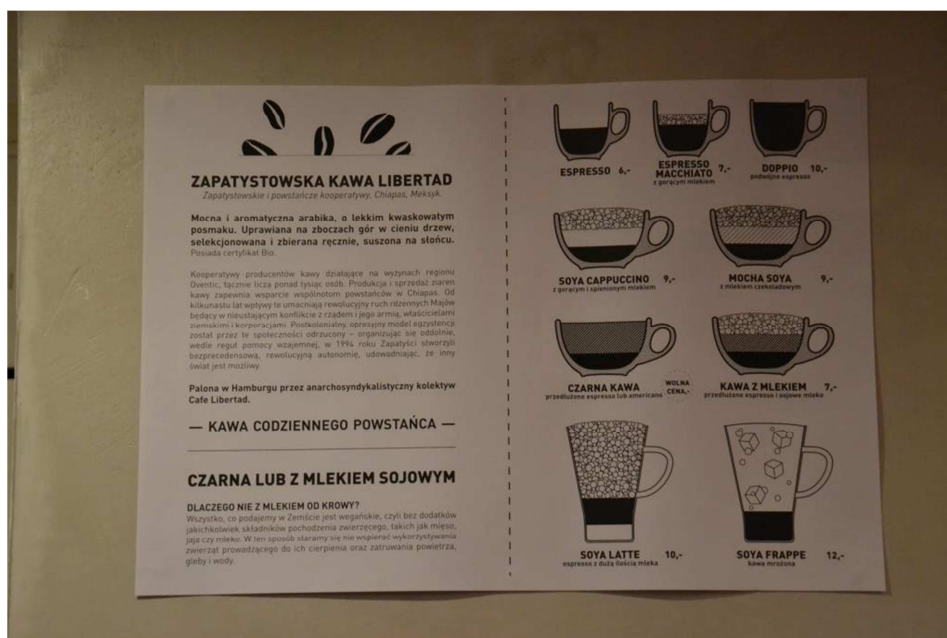 ZAPATYSTOWSKA KAWA LIBERTAD
Zapatystowskie i powstańcze kooperatywy, Chiapas, Meksyk.
Mocna i aromatyczna arabika, o lekkim kwaskowatym
posmaku. Uprawiana na zboczach gór w cieniu drzew,
selekcjonowana i zbierana ręcznie, suszona na słońcu.
Posiada certyfikat Bio.
Kooperatywy producentów kawy działające na wyżynach regionu
Oventic, łącznie liczą ponad tysiąc osób. Produkcja i sprzedaż ziaren
kawy zapewnia wsparcie wspólnotom powstańców w Chiapas. Od
kilkunastu lat wpływy te umacniają rewolucyjny ruch rdzennych Majów
będący w nieustającym konflikcie z rządem i jego armią, właścicielami
ziemskimi i korporacjami. Postkolonialny, opresyjny model egzystencji
został przez te społeczności odrzucony – organizując się oddolnie,
wedle reguł pomocy wzajemnej, w 1994 roku Zapatyści stworzyli
bezprecedensową, rewolucyjną autonomię, udowadniając, że inny
świat jest możliwy.
Palona w Hamburgu przez anarchosyndykalistyczny kolektyw
Cafe Libertad.
— KAWA CODZIENNEGO POWSTAŃCA —
CZARNA LUB Z MLEKIEM SOJOWYM
DLACZEGO NIE Z MLEKIEM OD KROWY?
Wszystko, co podajemy w Zemście jest wegańskie, czyli bez dodatków
jakichkolwiek składników pochodzenia zwierzęcego, takich jak mięso,
jaja czy mleko. W ten sposób staramy się nie wspierać wykorzystywania
zwierząt prowadzącego do ich cierpienia oraz zatruwania powietrza,
gleby i wody.
ESPRESSO 6,-
ESPRESSO MACCHIATO 7,-
z gorącym mlekiem
DOPPIO 10,-
podwójne espresso
SOYA CAPPUCCINO 9,-
z gorącym i spienionym mlekiem
MOCHA SOYA 9,-
z mlekiem czekoladowym
CZARNA KAWA
przedłużone espresso lub americano
WOLNA
CENA,-
KAWA Z MLEKIEM 7,-
przedłużone espresso i sojowe mleko
SOYA LATTE 10,-
espresso z dużą ilością mleka
SOYA FRAPPE 12,-
kawa mrożona